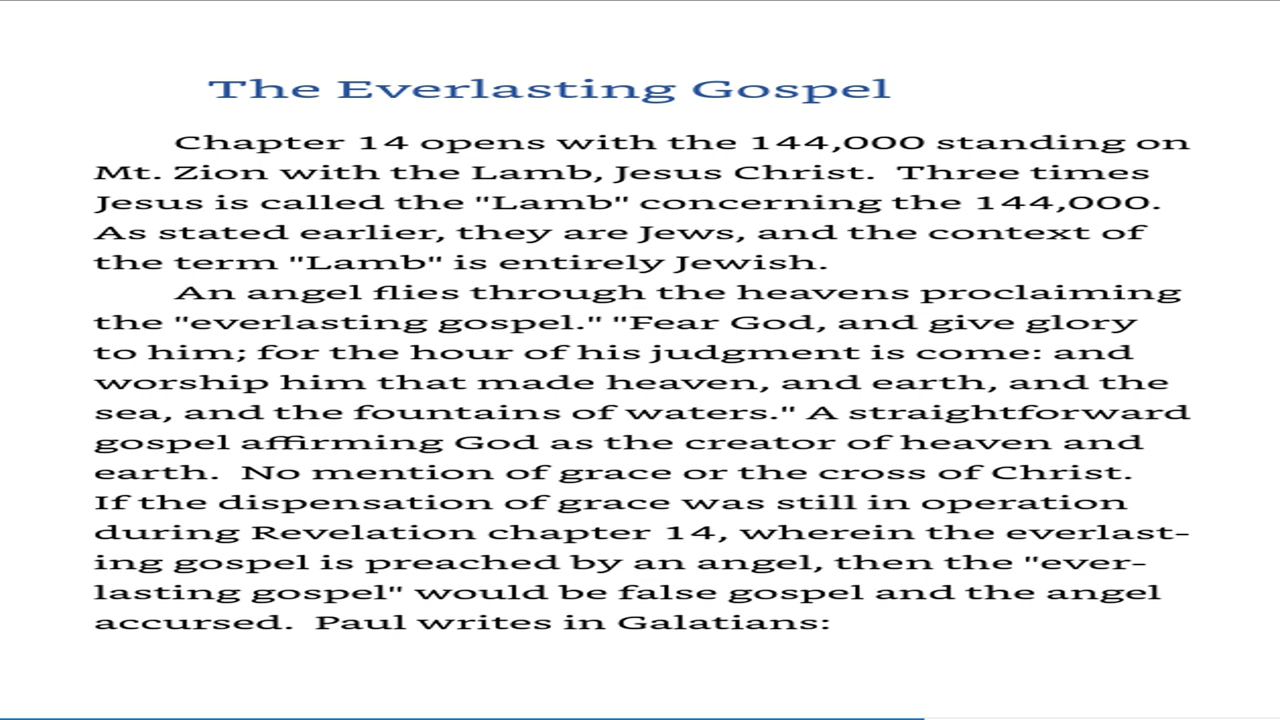 The Everlasting Gospel
Chapter 14 opens with the 144,000 standing on
Mt. Zion with the Lamb, Jesus Christ.  Three times
Jesus is called the "Lamb" concerning the 144,000.
As stated earlier, they are Jews, and the context of
the term "Lamb" is entirely Jewish.
An angel flies through the heavens proclaiming
the "everlasting gospel." "Fear God, and give glory
to him; for the hour of his judgment is come: and
worship him that made heaven, and earth, and the
sea, and the fountains of waters." A straightforward
gospel affirming God as the creator of heaven and
earth.  No mention of grace or the cross of Christ.
If the dispensation of grace was still in operation
during Revelation chapter 14, wherein the everlast-
ing gospel is preached by an angel, then the "ever-
lasting gospel" would be false gospel and the angel
accursed.  Paul writes in Galatians: